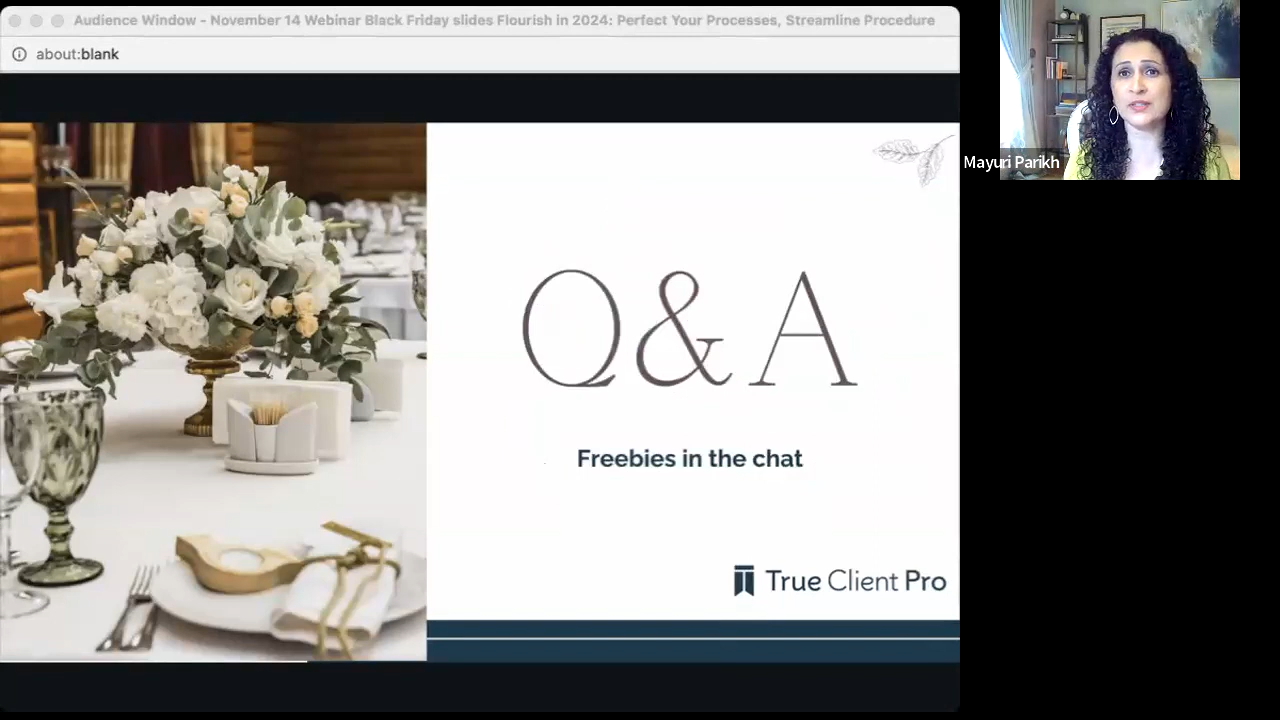 Audience Window - November 14 Webinar Black Friday slides Flourish in 2024: Perfect Your Processes, Streamline Procedure
about:blank
Mayuri Parikh
Q&A
Freebies in the chat
True Client Pro